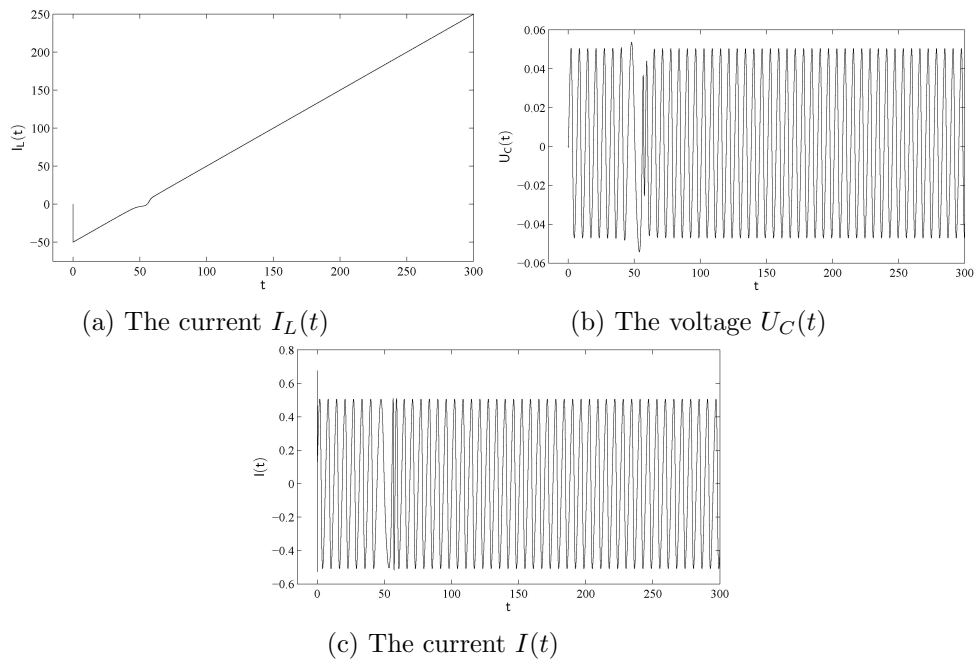 250
200
150
100
50
0
−50
I_L(t)
0 50 100 150 200 250 300
t
(a) The current I_L(t)
0.06
0.04
0.02
0
−0.02
−0.04
−0.06
U_C(t)
0 50 100 150 200 250 300
t
(b) The voltage U_C(t)
0.8
0.6
0.4
0.2
0
−0.2
−0.4
−0.6
I(t)
0 50 100 150 200 250 300
t
(c) The current I(t)